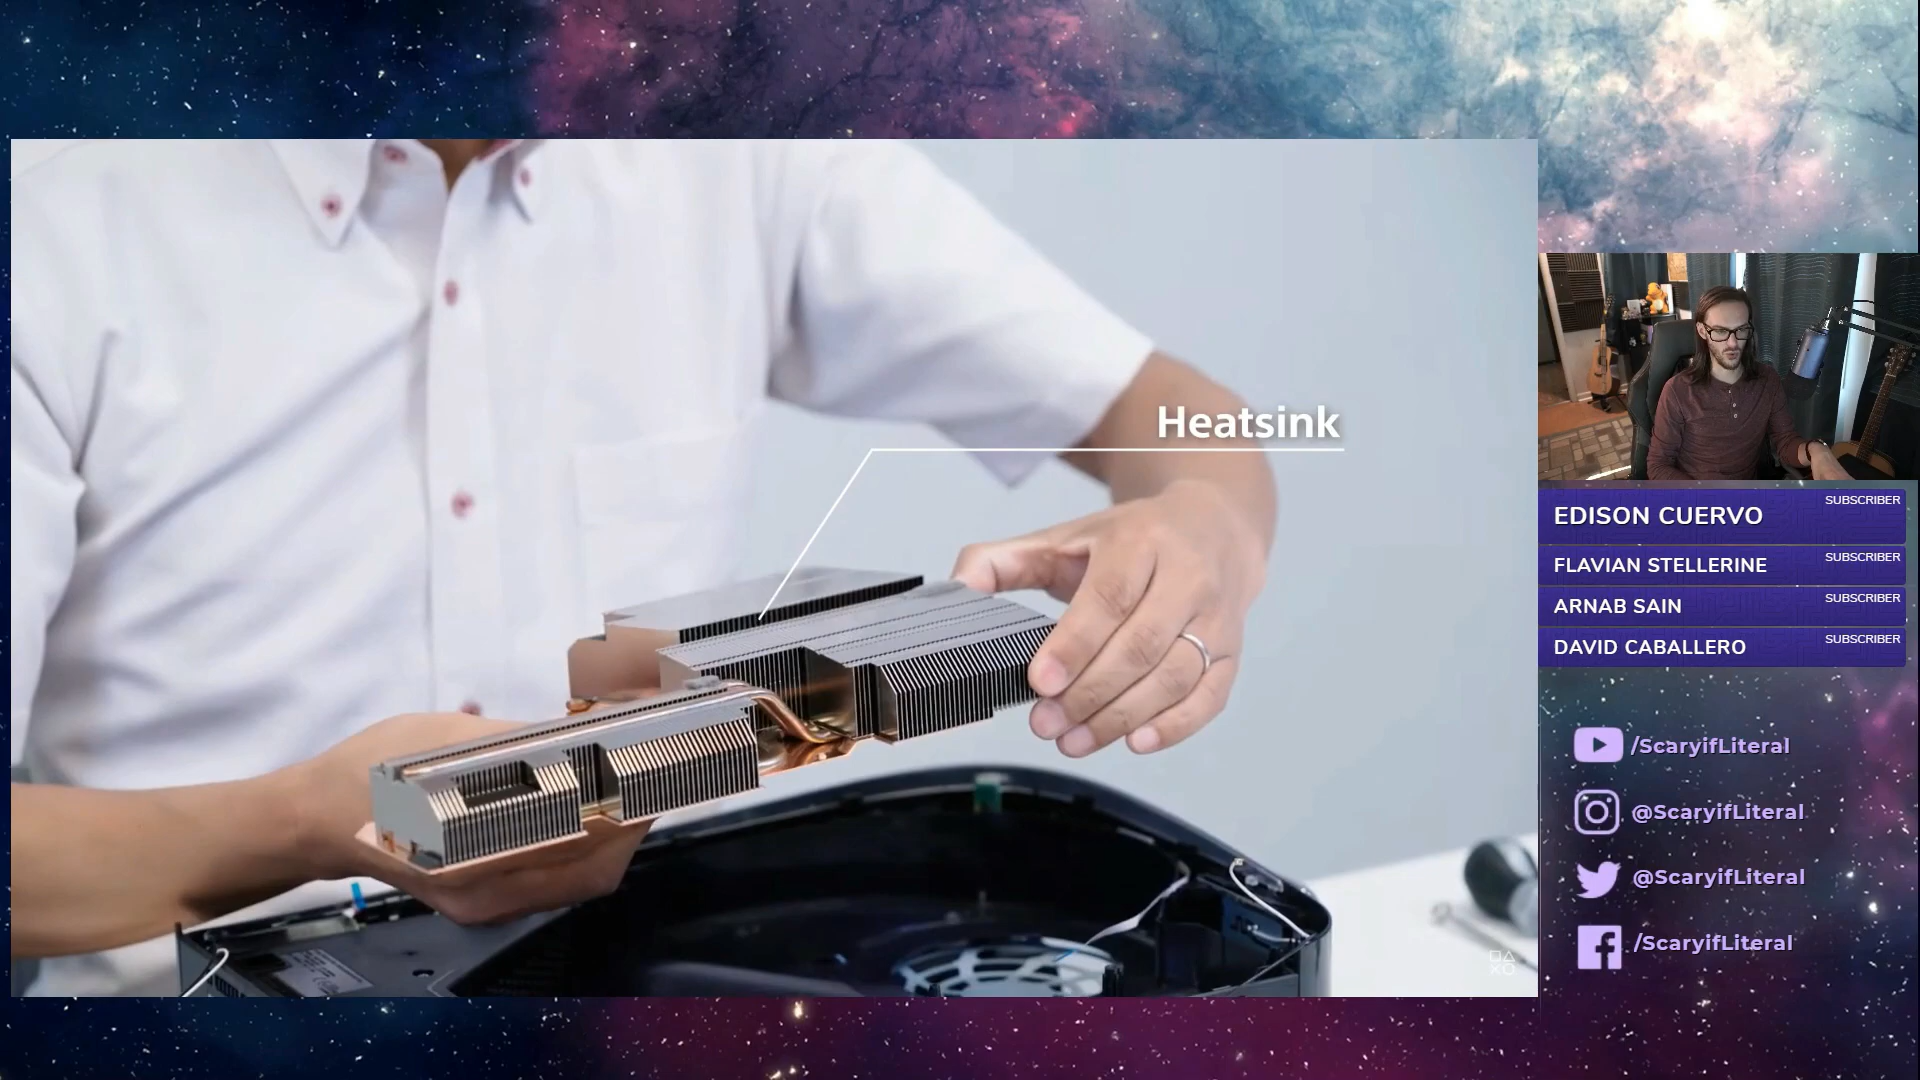 Heatsink
SUBSCRIBER
EDISON CUERVO
SUBSCRIBER
FLAVIAN STELLERINE
SUBSCRIBER
ARNAB SAIN
SUBSCRIBER
DAVID CABALLERO
/ScaryifLiteral
@ScaryifLiteral
@ScaryifLiteral
/ScaryifLiteral